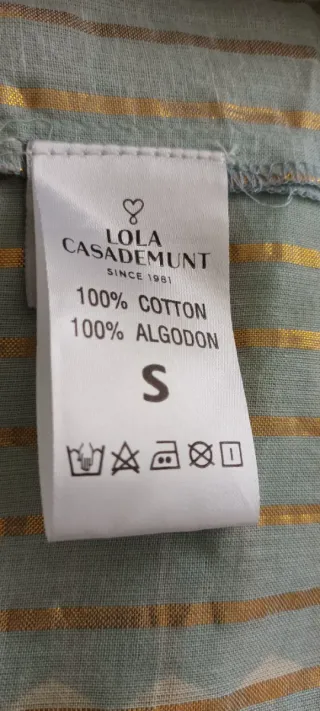 LOLA
CASADEMUNT
SINCE 1981
100% COTTON
100% ALGODON
S